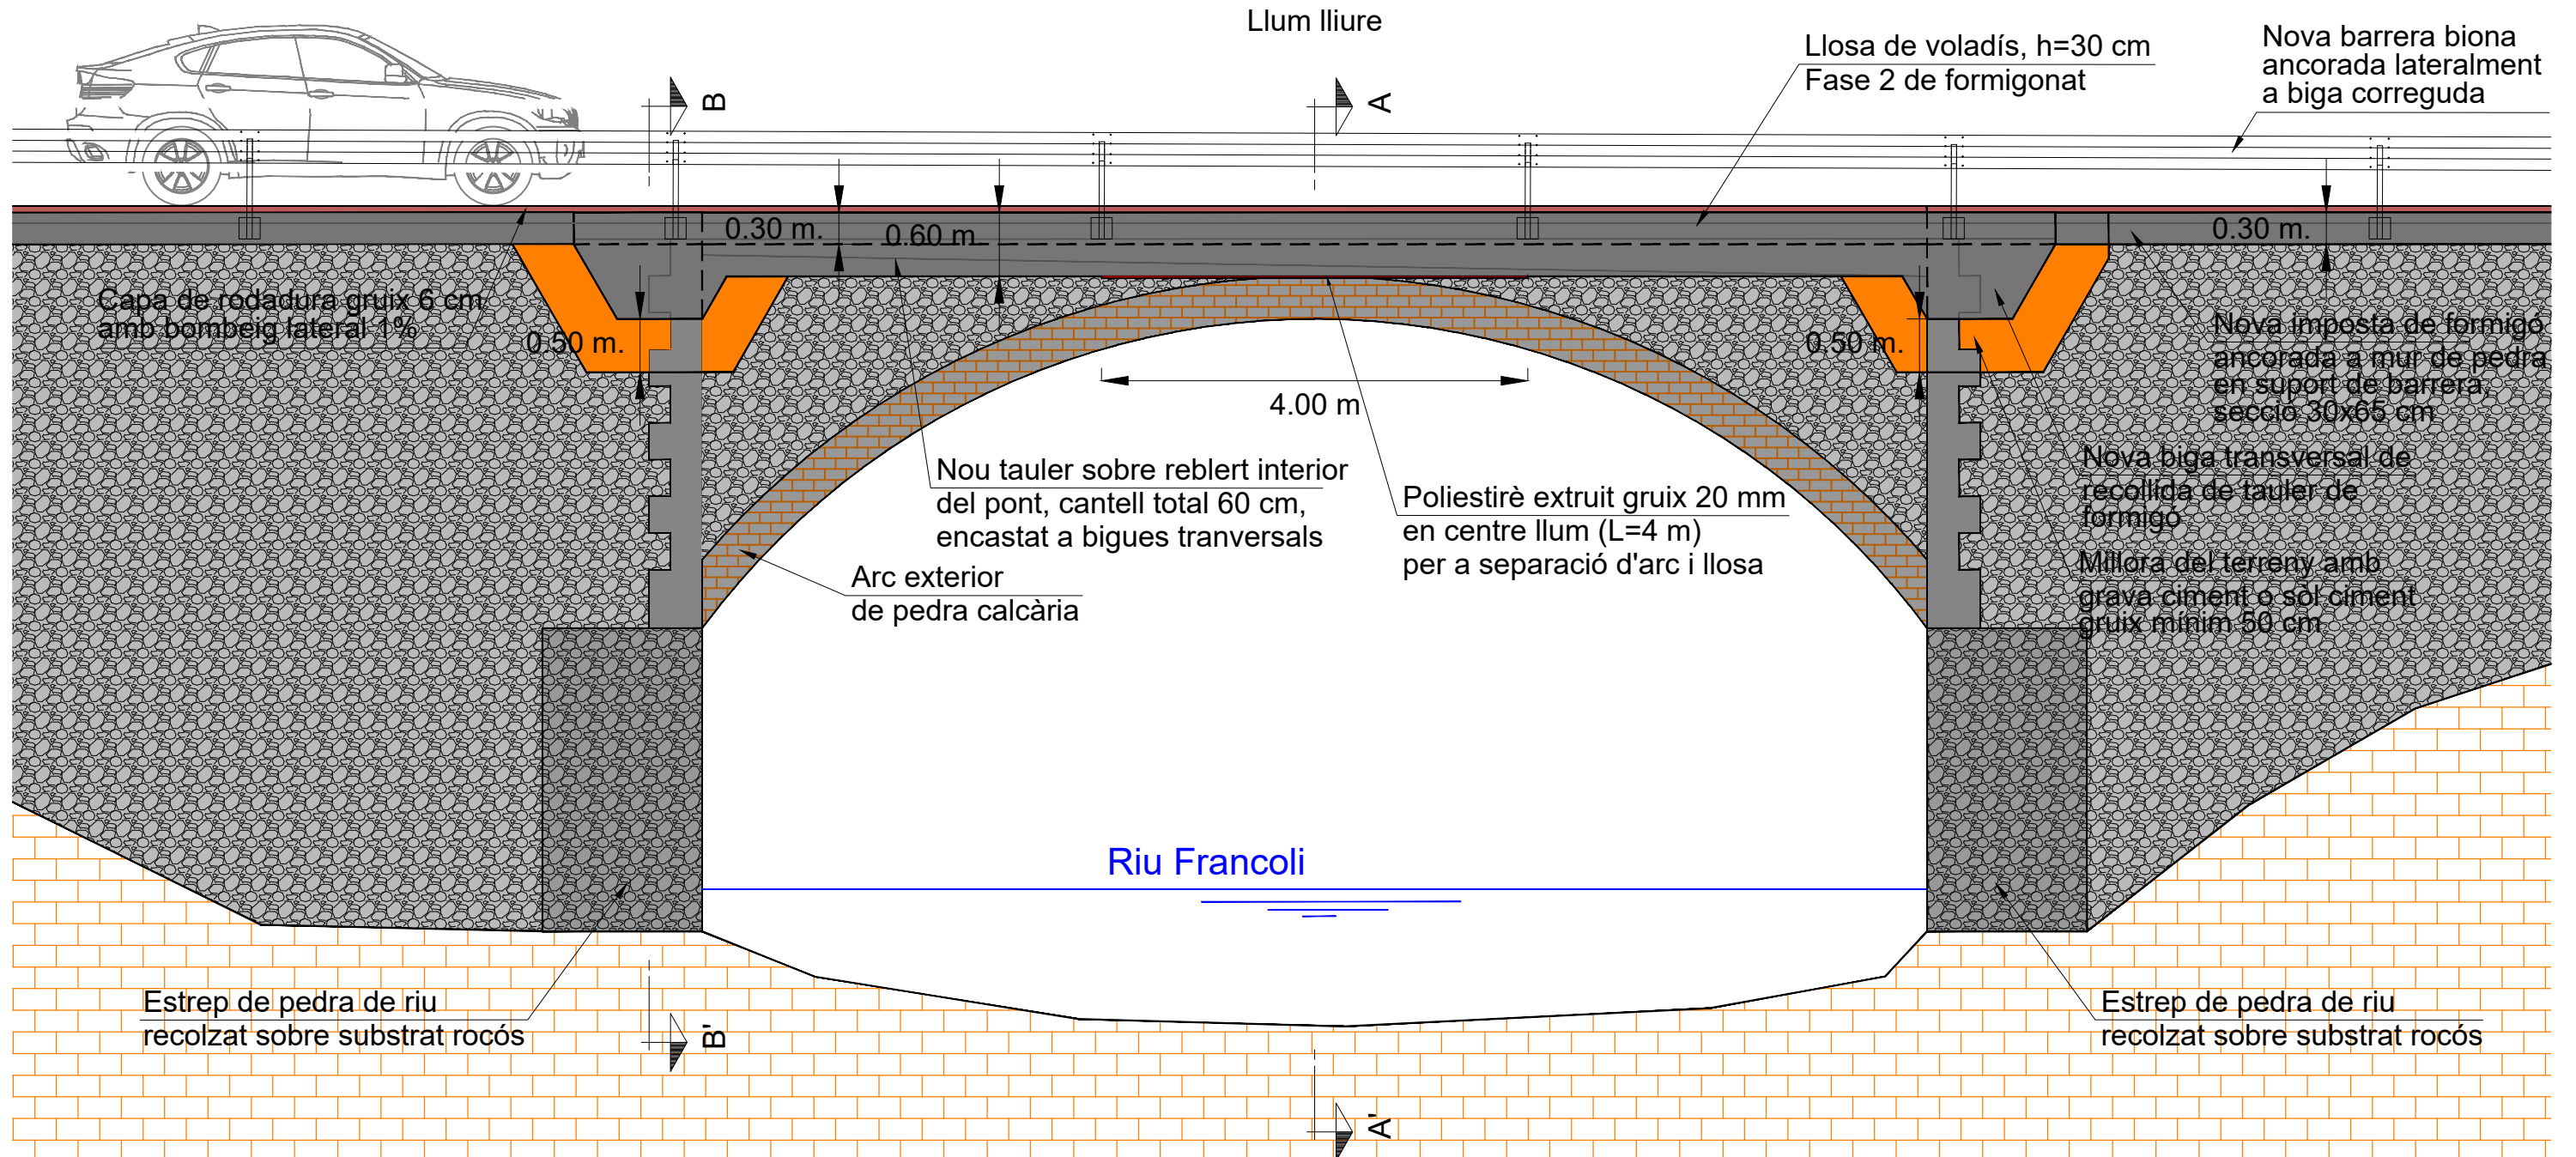 Llum lliure
Llosa de voladís, h=30 cm
Fase 2 de formigonat
Nova barrera biona
ancorada lateralment
a biga correguda
B
A
0.30 m.
0.60 m.
0.30 m.
Capa de rodadura gruix 6 cm
amb bombeig lateral 1%
0.50 m.
0.50 m.
Nova imposta de formigó
ancorada a mur de pedra
en suport de barrera,
seccio 30x65 cm
4.00 m
Nou tauler sobre reblert interior
del pont, cantell total 60 cm,
encastat a bigues tranversals
Poliestirè extruit gruix 20 mm
en centre llum (L=4 m)
per a separació d'arc i llosa
Nova biga transversal de
recollida de tauler de
formigó
Arc exterior
de pedra calcària
Millora del terreny amb
grava ciment o sòl ciment
gruix minim 50 cm
Riu Francoli
Estrep de pedra de riu
recolzat sobre substrat rocós
Estrep de pedra de riu
recolzat sobre substrat rocós
B'
A'